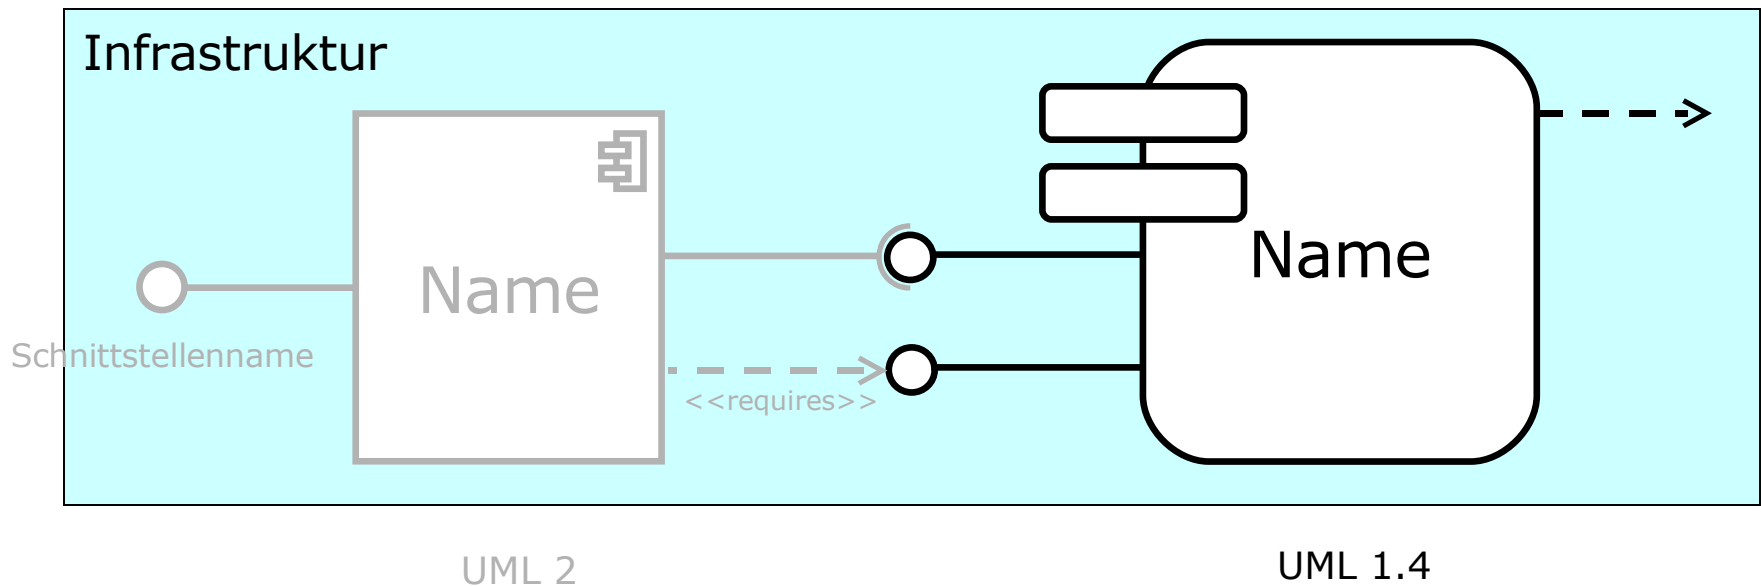 Infrastruktur
Name
Name
Schnittstellenname
<<requires>>
UML 2
UML 1.4